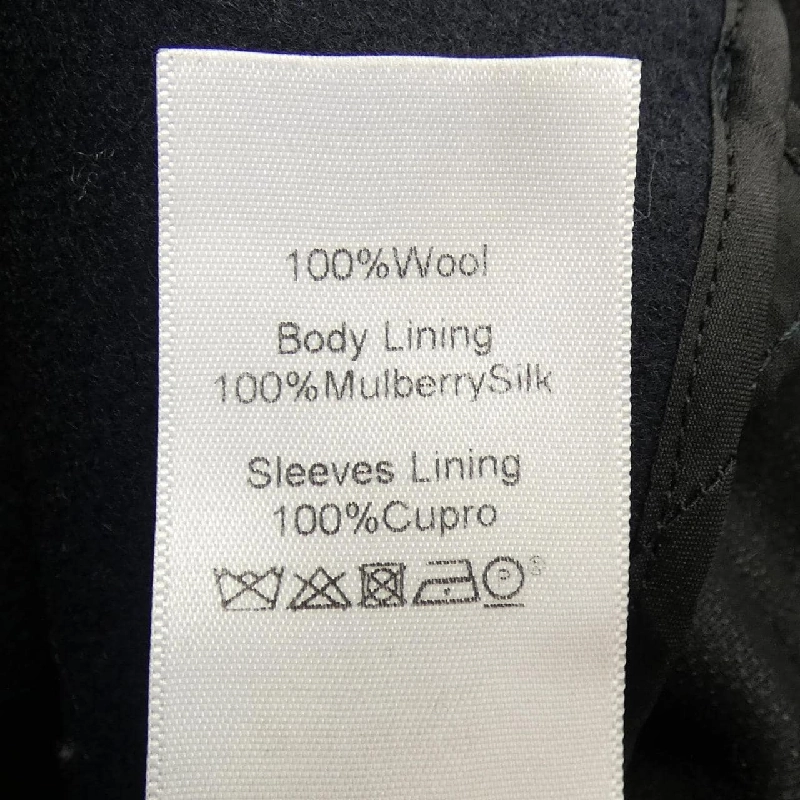 100%Wool
Body Lining
100%MulberrySilk
Sleeves Lining
100%Cupro
P